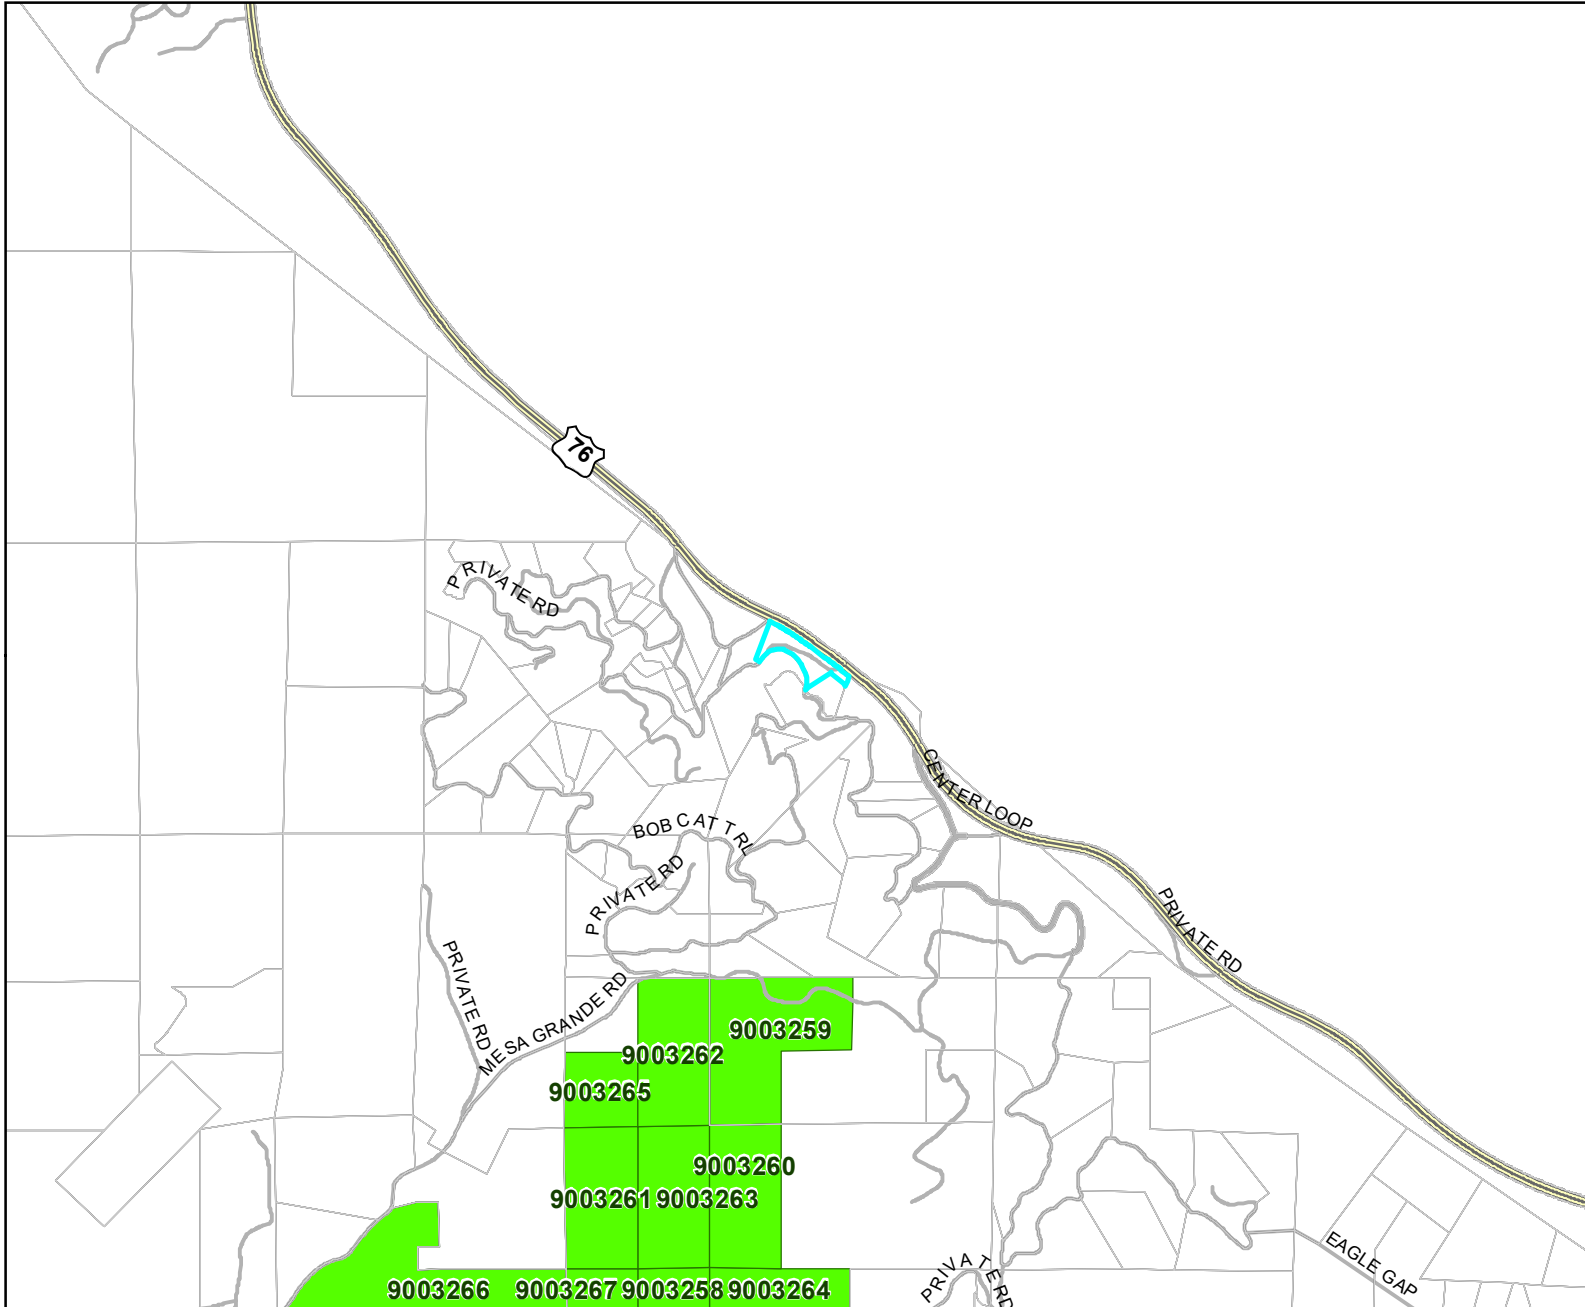 76
PRIVATE RD
CENTER LOOP
BOBCAT TRL
PRIVATE RD
PRIVATE RD
PRIVATE RD
MESA GRANDE RD
9003259
9003262
9003265
9003260
9003261
9003263
EAGLE GAP
PRIVATE RD
9003266
9003267
9003258
9003264